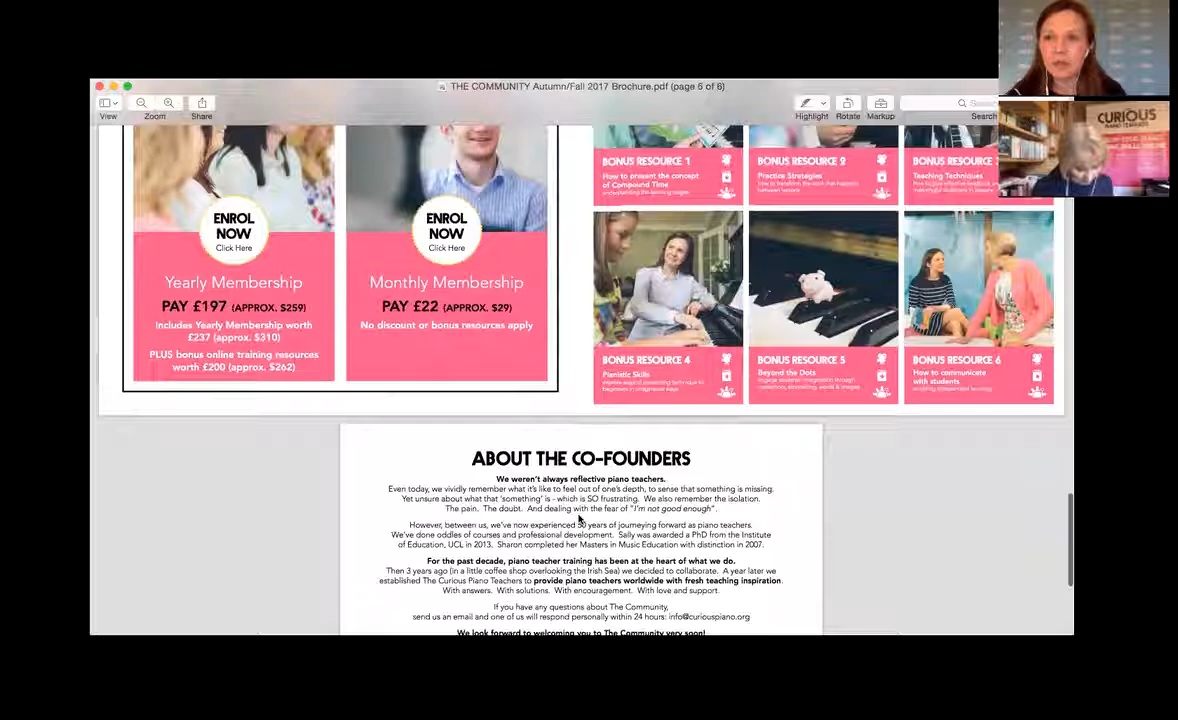 THE COMMUNITY Autumn/Fall 2017 Brochure.pdf (page 5 of 6)
View
Zoom
Share
Highlight
Rotate
Markup
Search
CURIOUS
PIANO TEACHERS
ENROL
NOW
Click Here
Yearly Membership
PAY £197 (APPROX. $259)
Includes Yearly Membership worth
£237 (approx. $310)
PLUS bonus online training resources
worth £200 (approx. $262)
ENROL
NOW
Click Here
Monthly Membership
PAY £22 (APPROX. $29)
No discount or bonus resources apply
BONUS RESOURCE 1
How to present the concept
of Compound Time
BONUS RESOURCE 2
Practice Strategies
how to transform the work that happens
between lessons
BONUS RESOURCE 3
Teaching Techniques
BONUS RESOURCE 4
Pianistic Skills
BONUS RESOURCE 5
Beyond the Dots
BONUS RESOURCE 6
How to communicate
with students
enabling independent learning
ABOUT THE CO-FOUNDERS
We weren't always reflective piano teachers.
Even today, we vividly remember what it's like to feel out of one's depth, to sense that something is missing.
Yet unsure about what that 'something' is - which is SO frustrating. We also remember the isolation.
The pain. The doubt. And dealing with the fear of "I'm not good enough".
However, between us, we've now experienced 50 years of journeying forward as piano teachers.
We've done oddles of courses and professional development. Sally was awarded a PhD from the Institute
of Education, UCL in 2013. Sharon completed her Masters in Music Education with distinction in 2007.
For the past decade, piano teacher training has been at the heart of what we do.
Then 3 years ago (in a little coffee shop overlooking the Irish Sea) we decided to collaborate. A year later we
established The Curious Piano Teachers to provide piano teachers worldwide with fresh teaching inspiration.
With answers. With solutions. With encouragement. With love and support.
If you have any questions about The Community,
send us an email and one of us will respond personally within 24 hours: info@curiouspiano.org
We look forward to welcoming you to The Community very soon!